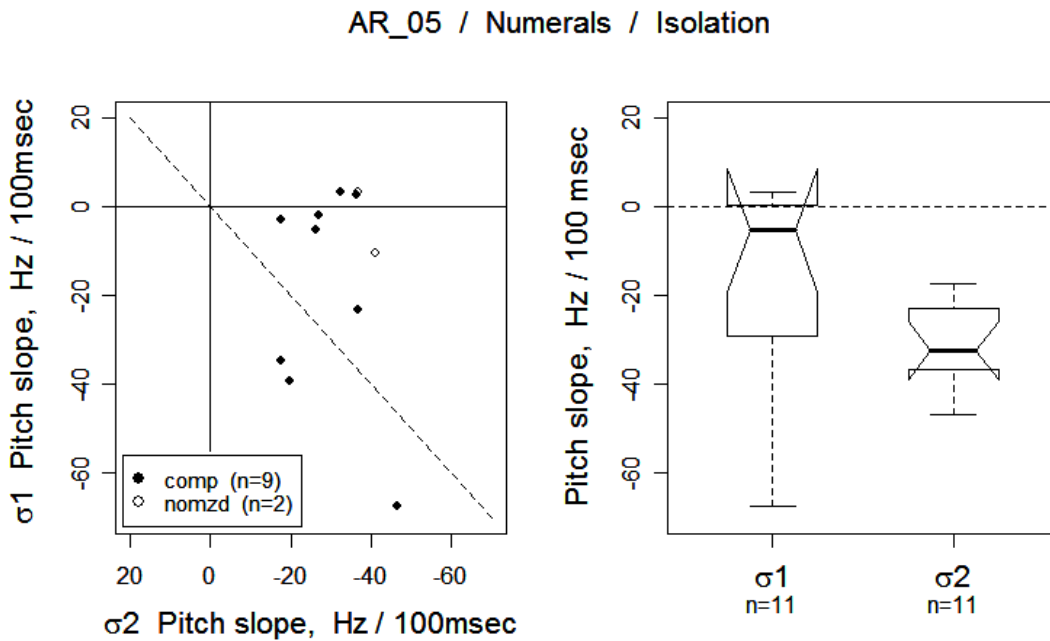 AR_05 / Numerals / Isolation
σ1 Pitch slope, Hz / 100msec
20
0
-20
-40
-60
comp (n=9)
nomzd (n=2)
20 0 -20 -40 -60
σ2 Pitch slope, Hz / 100msec
Pitch slope, Hz / 100 msec
20
0
-20
-40
-60
σ1 σ2
n=11 n=11